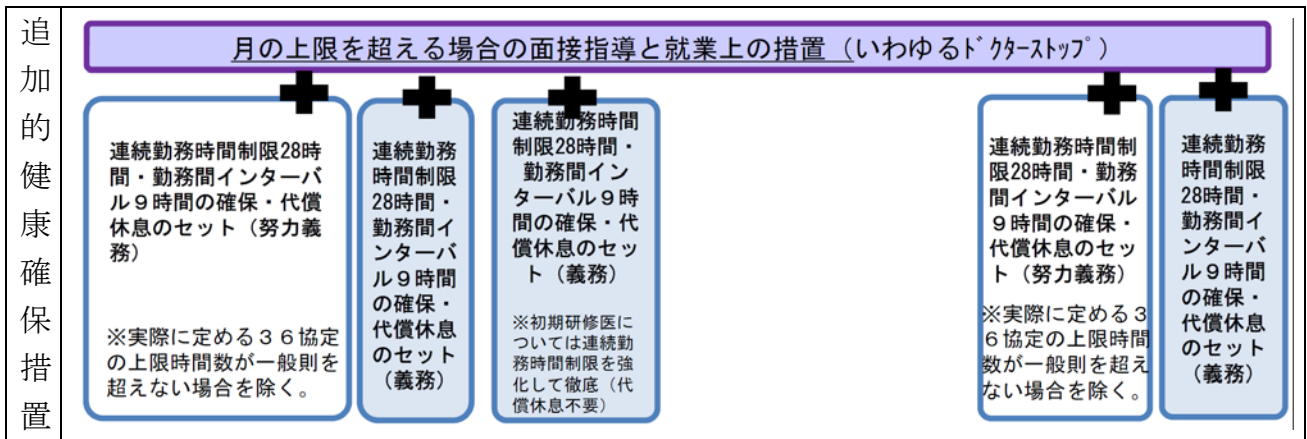 追加的健康確保措置
月の上限を超える場合の面接指導と就業上の措置（いわゆるﾄﾞｸﾀｰｽﾄｯﾌﾟ）
連続勤務時間制限28時
間・勤務間インターバ
ル９時間の確保・代償
休息のセット（努力義
務）
※実際に定める３６協定
の上限時間数が一般則を
超えない場合を除く。
連続勤務
時間制限
28時間・
勤務間イ
ンターバ
ル９時間
の確保・
代償休息
のセット
（義務）
連続勤務時間
制限28時間・
勤務間イン
ターバル９時
間の確保・代
償休息のセッ
ト（義務）
※初期研修医に
ついては連続勤
務時間制限を強
化して徹底（代
償休息不要）
連続勤務時間制
限28時間・勤務
間インターバル
９時間の確保・
代償休息のセッ
ト（努力義務）
※実際に定める３
６協定の上限時間
数が一般則を超え
ない場合を除く。
連続勤務
時間制限
28時間・
勤務間イ
ンターバ
ル９時間
の確保・
代償休息
のセット
（義務）